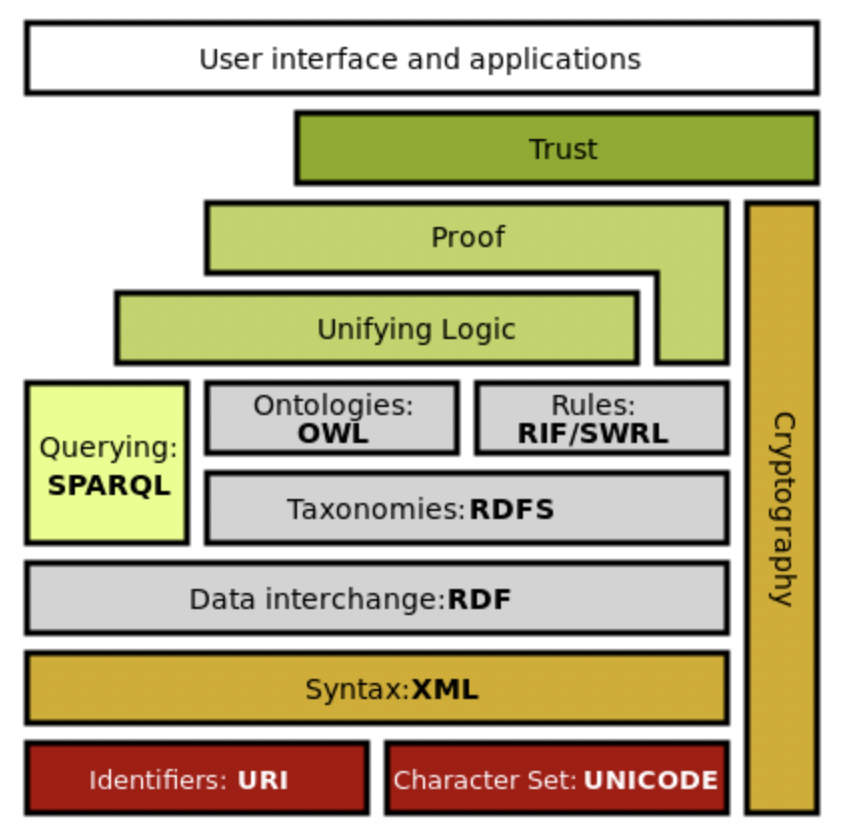 User interface and applications
Trust
Proof
Unifying Logic
Ontologies:
OWL
Rules:
RIF/SWRL
Querying:
SPARQL
Taxonomies: RDFS
Data interchange: RDF
Syntax: XML
Identifiers: URI
Character Set: UNICODE
Cryptography